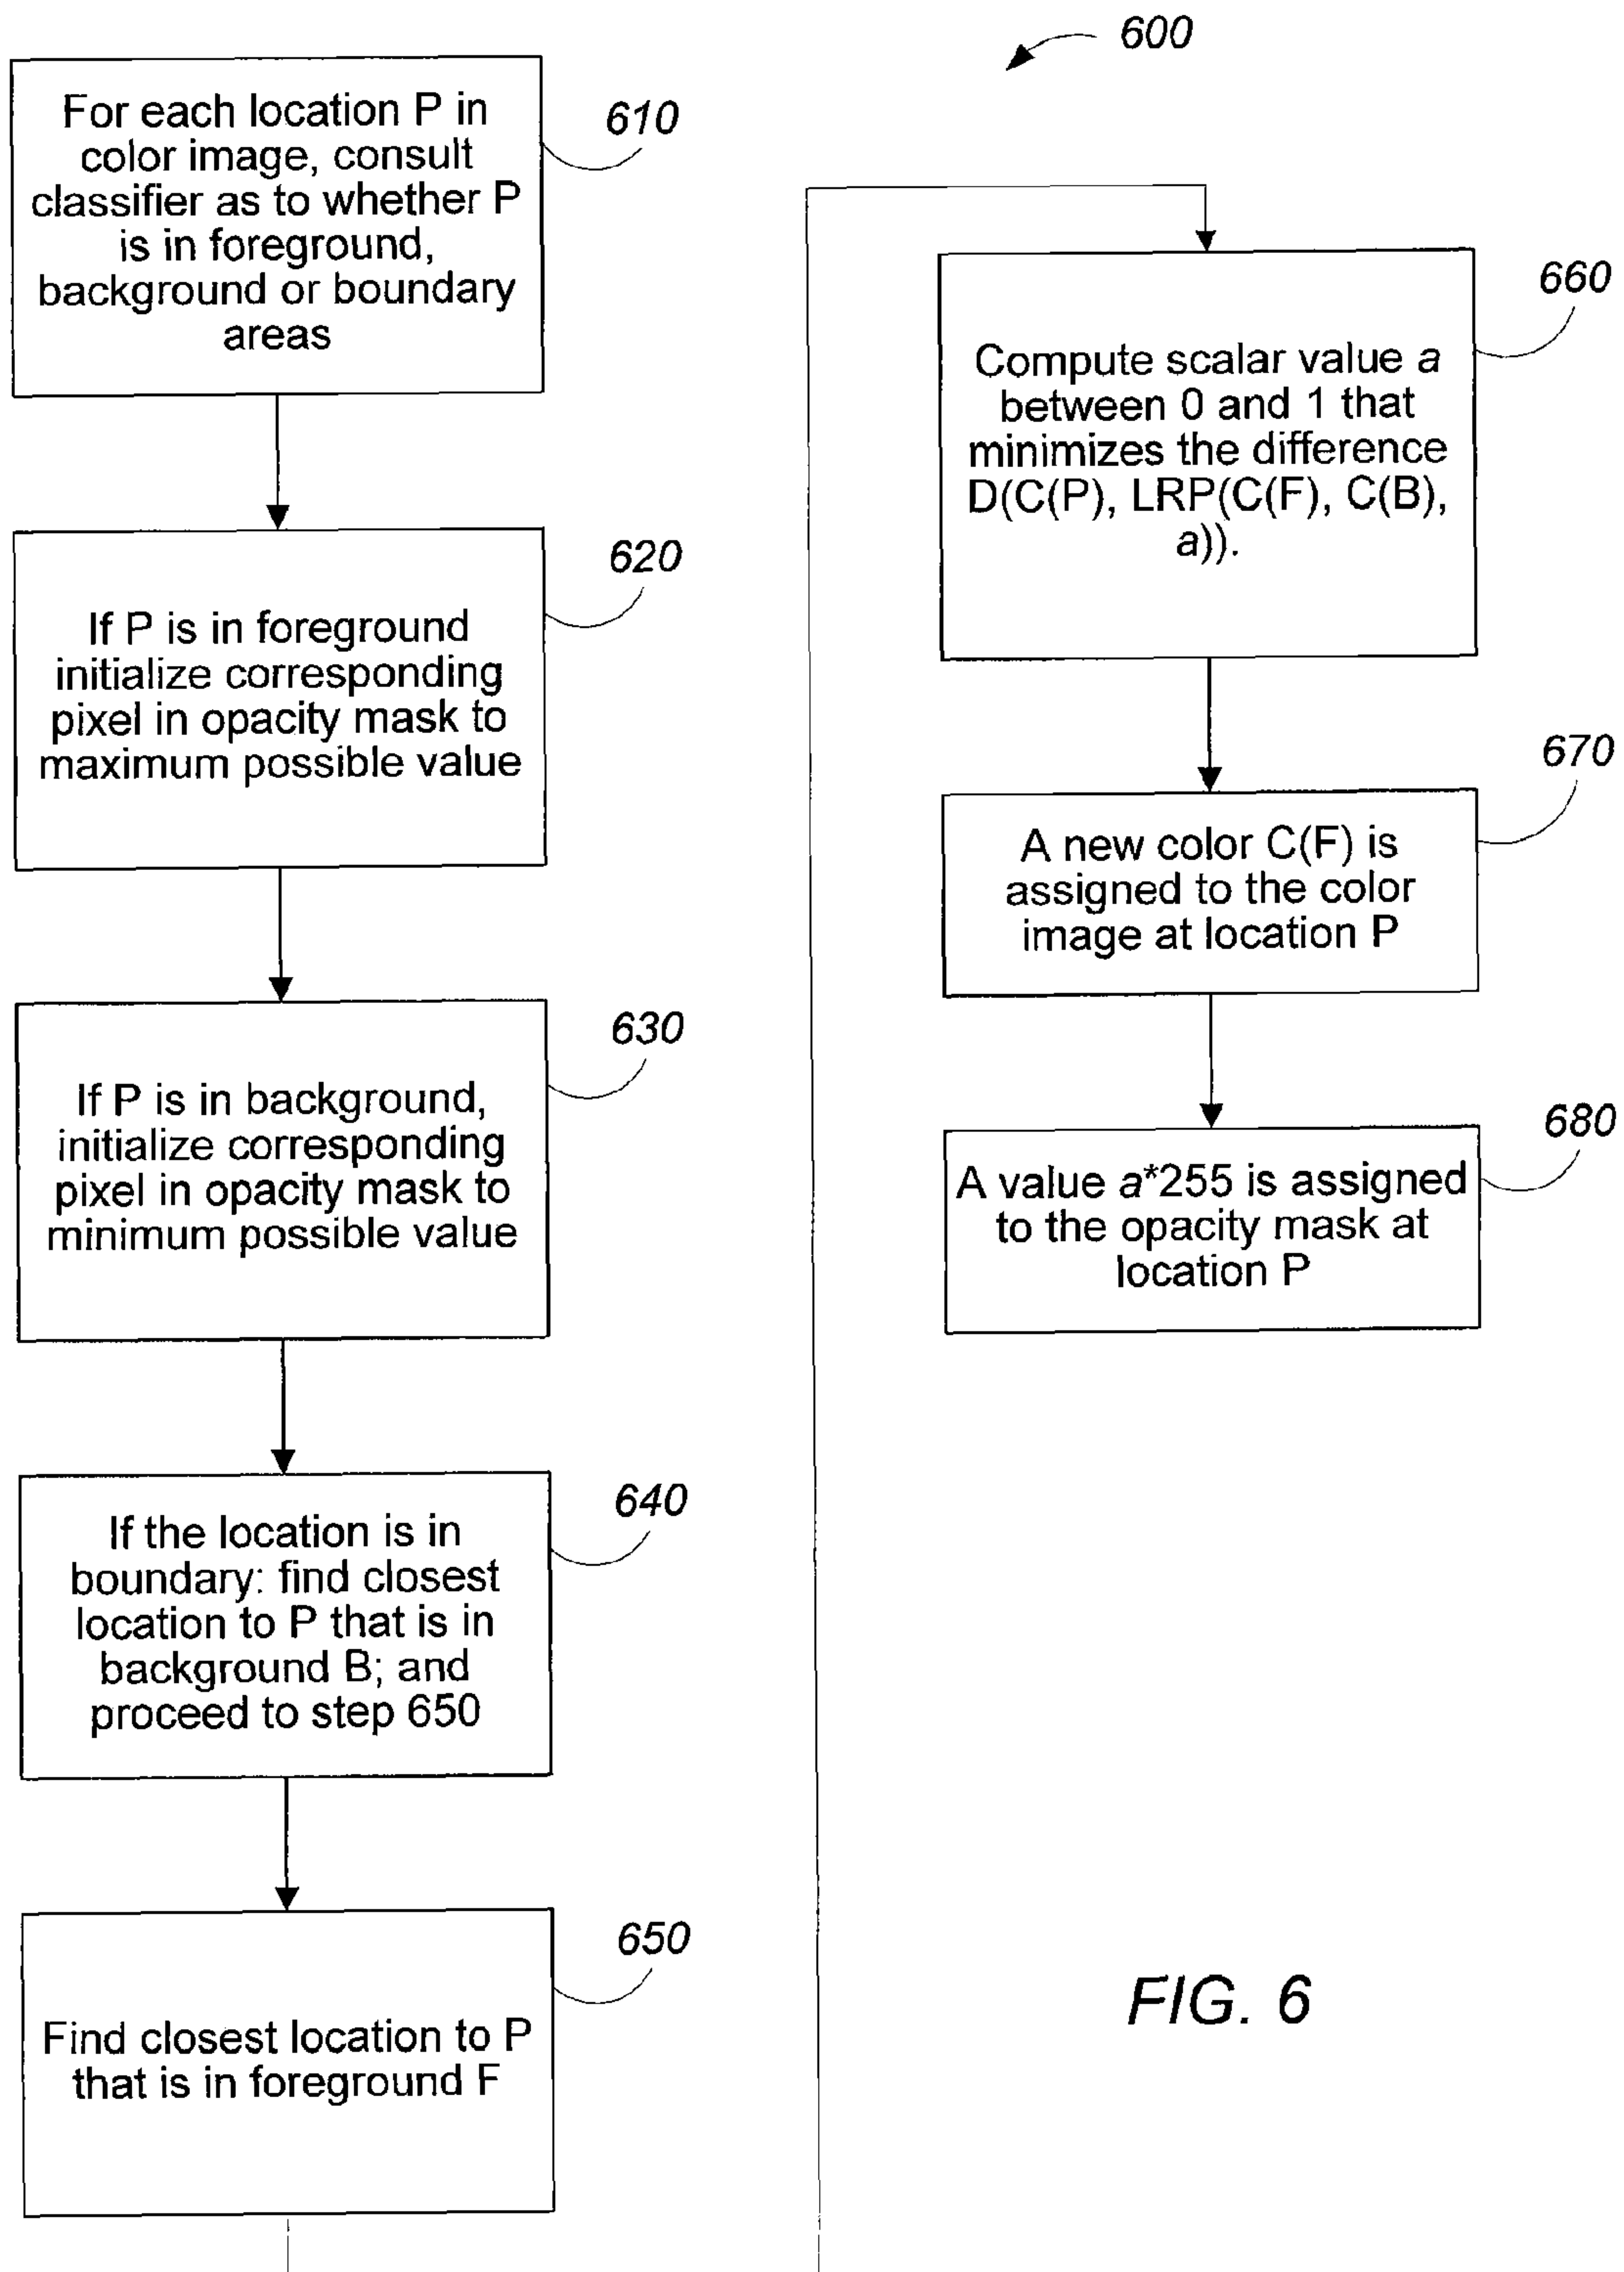 600
For each location P in
color image, consult
classifier as to whether P
is in foreground,
background or boundary
areas
610
If P is in foreground
initialize corresponding
pixel in opacity mask to
maximum possible value
620
If P is in background,
initialize corresponding
pixel in opacity mask to
minimum possible value
630
If the location is in
boundary: find closest
location to P that is in
background B; and
proceed to step 650
640
Find closest location to P
that is in foreground F
650
Compute scalar value a
between 0 and 1 that
minimizes the difference
D(C(P), LRP(C(F), C(B),
a)).
660
A new color C(F) is
assigned to the color
image at location P
670
A value a*255 is assigned
to the opacity mask at
location P
680
FIG. 6